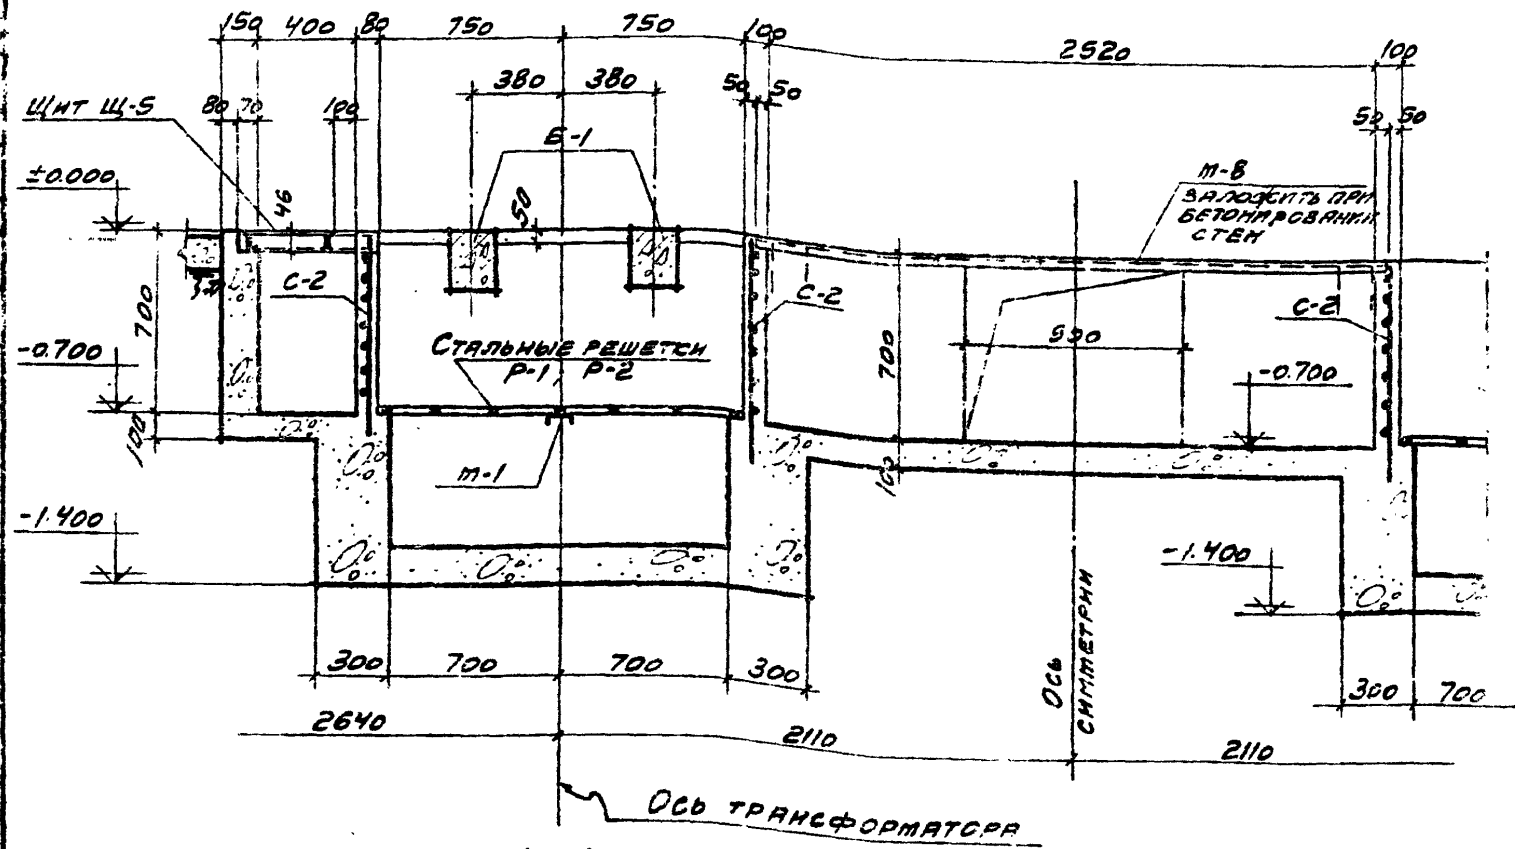 150 400 80 750 750 100 2520 100
380 380
50 50
50 50
Щит Щ-5
80 70 100
Б-1
±0.000
46
50
т-8
ЗАЛОЖИТЬ ПРИ
БЕТОНИРОВАНИИ
СТЕН
С-2
С-2
С-2
700
-0.700
СТАЛЬНЫЕ РЕШЕТКИ
Р-1, Р-2
700
-0.700
100
т-1
100
-1.400
-1.400
300 700 700 300
300 700
Ось
симметрии
2640 2110 2110
Ось трансформатора